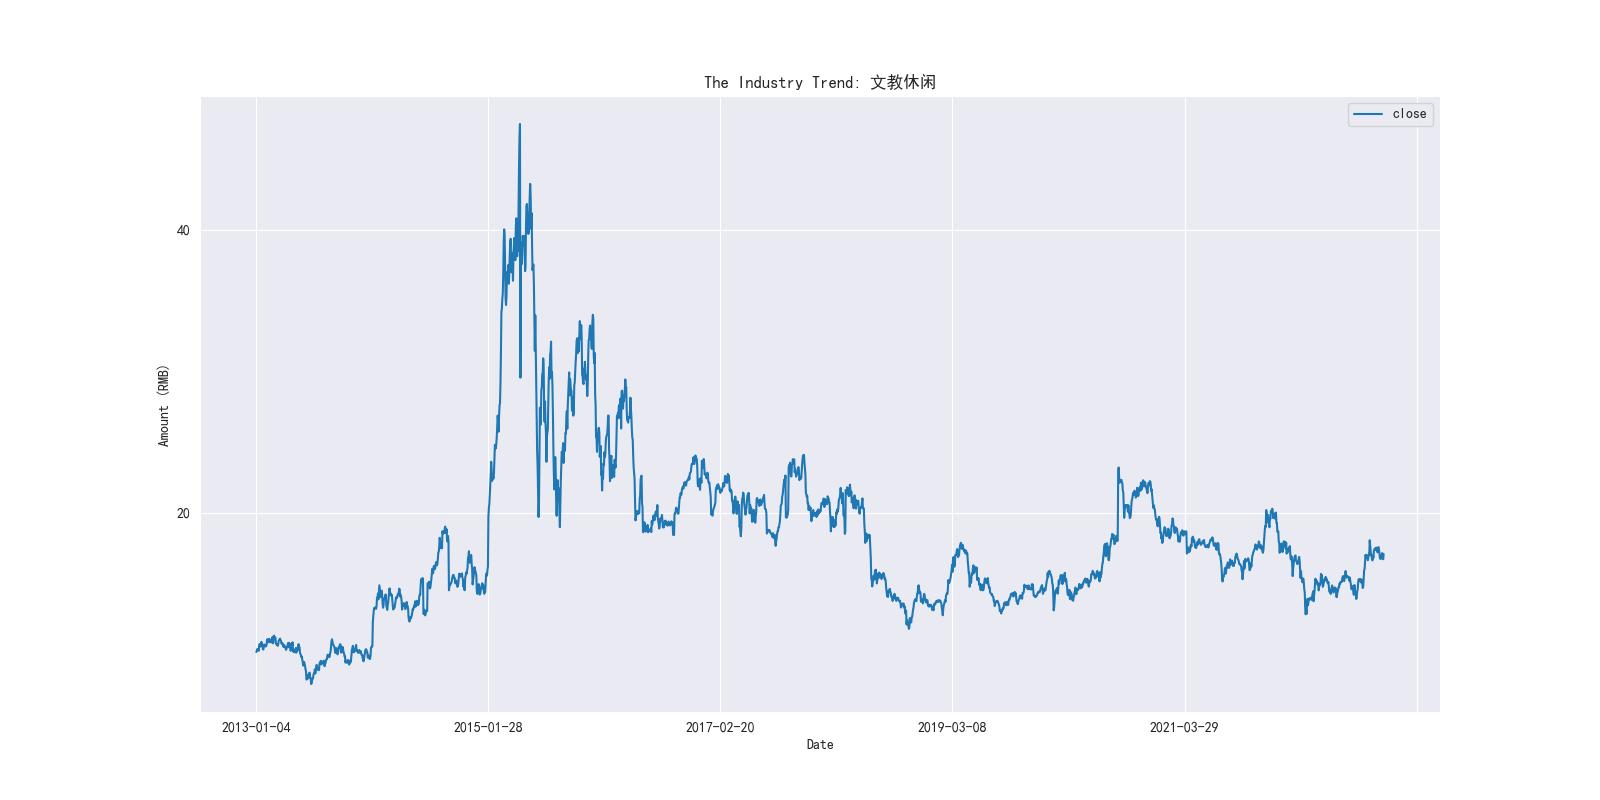 The Industry Trend: 文教休闲
close
40
20
Amount (RMB)
2013-01-04
2015-01-28
2017-02-20
2019-03-08
2021-03-29
Date